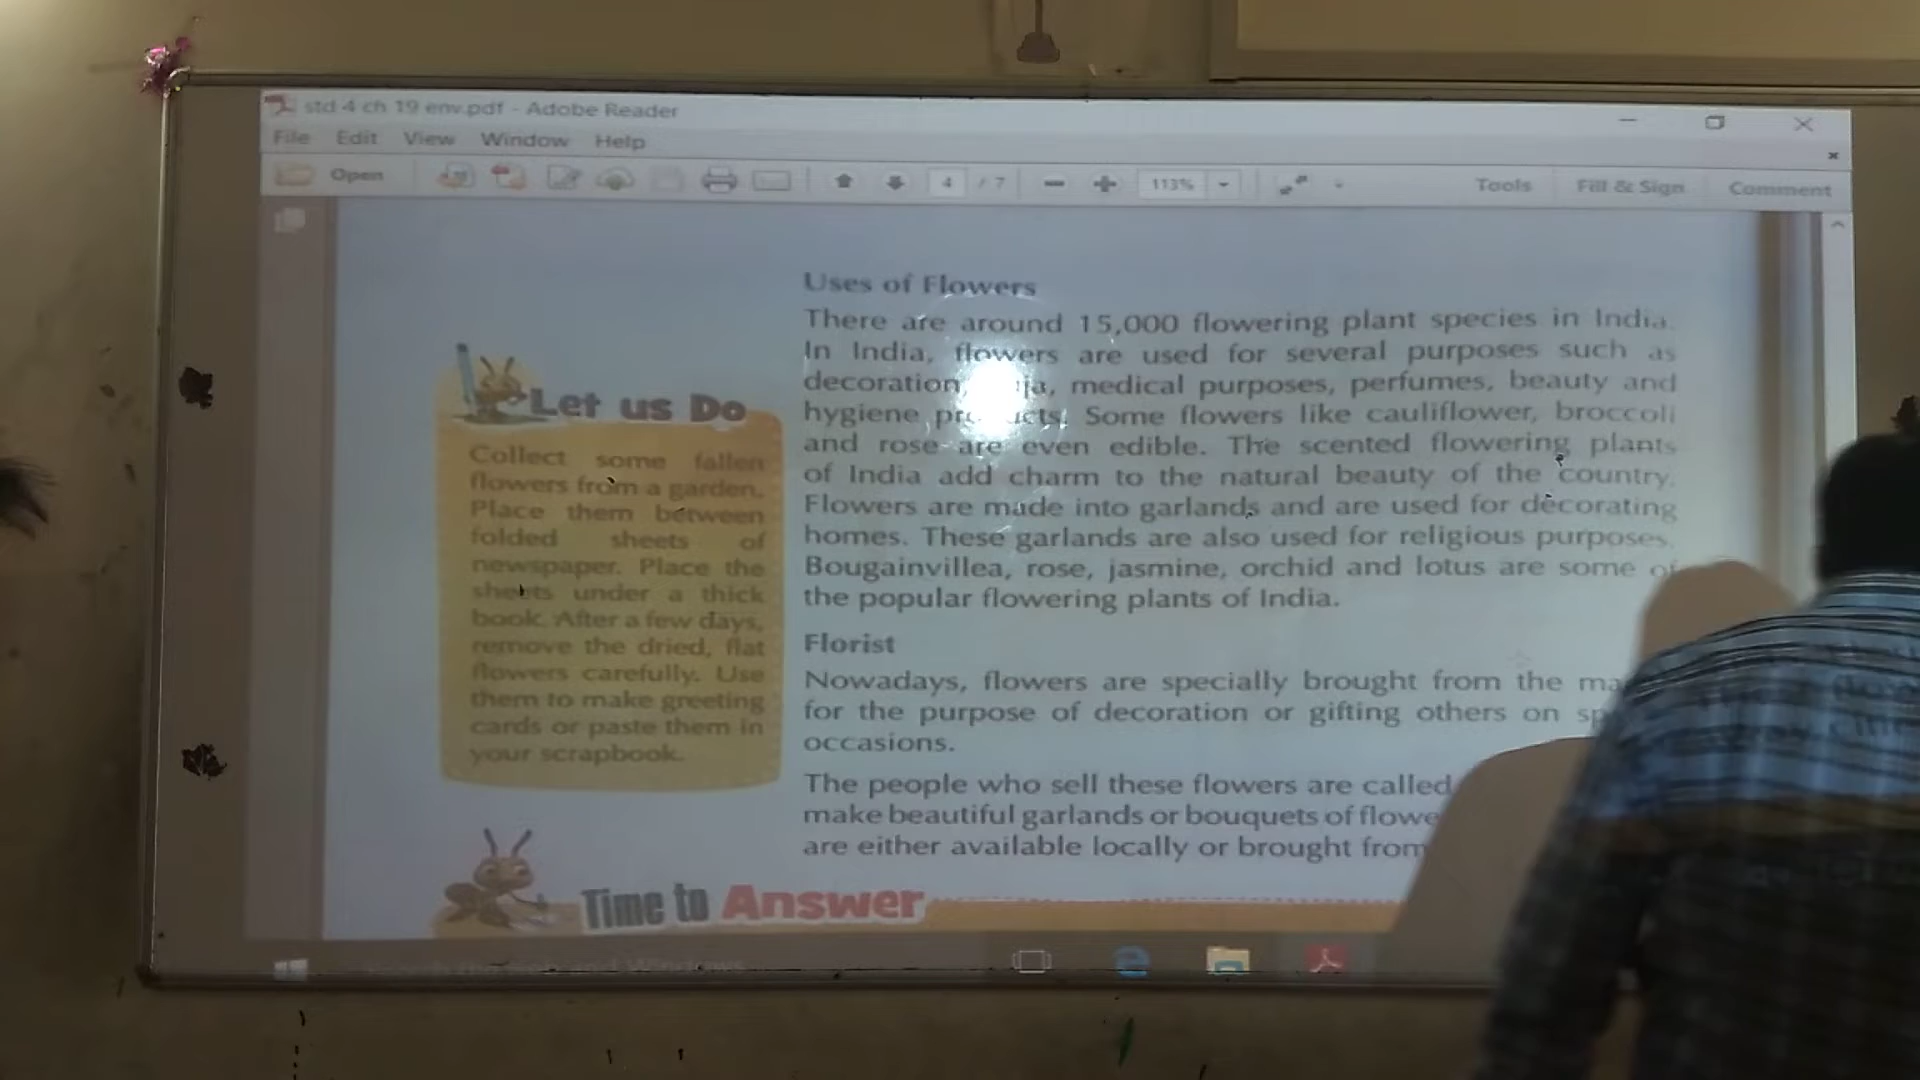 std 4 ch 19 env.pdf - Adobe Reader
File Edit View Window Help
Open 4 / 7 113% Tools Fill & Sign Comment
Uses of Flowers
There are around 15,000 flowering plant species in India.
In India, flowers are used for several purposes such as
decoration, medical purposes, perfumes, beauty and
hygiene Some flowers like cauliflower, broccoli
and rose are even edible. The scented flowering plants
of India add charm to the natural beauty of the country.
Flowers are made into garlands and are used for decorating
homes. These garlands are also used for religious purposes.
Bougainvillea, rose, jasmine, orchid and lotus are some of
the popular flowering plants of India.
Florist
Nowadays, flowers are specially brought from the
for the purpose of decoration or gifting others on
occasions.
The people who sell these flowers are called
make beautiful garlands or bouquets of
are either available locally or brought from
Let us Do
Collect some fallen
flowers from a garden.
Place them between
folded sheets of
newspaper. Place the
sheets under a thick
book. After a few days,
remove the dried, flat
flowers carefully. Use
them to make greeting
cards or paste them in
your scrapbook.
Time to Answer